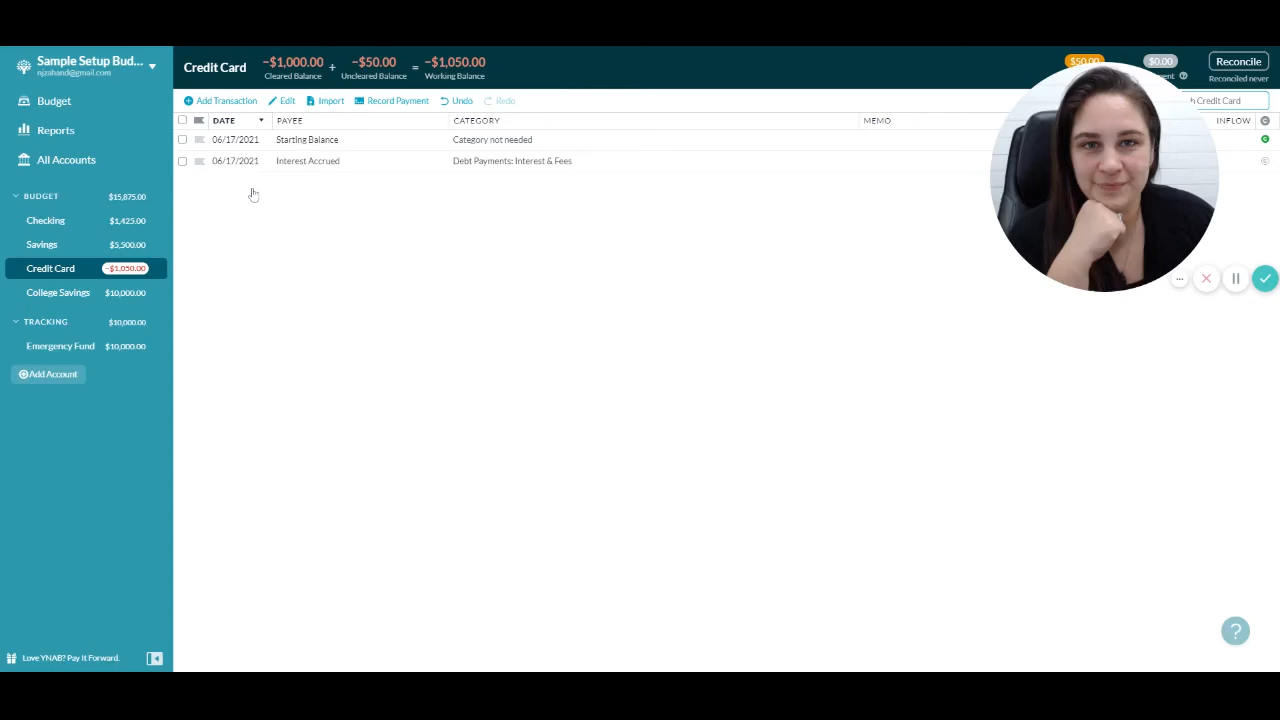 Sample Setup Bud...
njzahand@gmail.com
Budget
Reports
All Accounts
BUDGET $15,875.00
Checking $1,425.00
Savings $5,500.00
Credit Card -$1,050.00
College Savings $10,000.00
TRACKING $10,000.00
Emergency Fund $10,000.00
Add Account
Love YNAB? Pay It Forward.
Credit Card
-$1,000.00 + -$50.00 = -$1,050.00
Cleared Balance Uncleared Balance Working Balance
$50.00 $0.00
Reconcile
Reconciled never
Add Transaction Edit Import Record Payment Undo Redo
Credit Card
DATE PAYEE CATEGORY MEMO INFLOW C
06/17/2021 Starting Balance Category not needed C
06/17/2021 Interest Accrued Debt Payments: Interest & Fees C
?